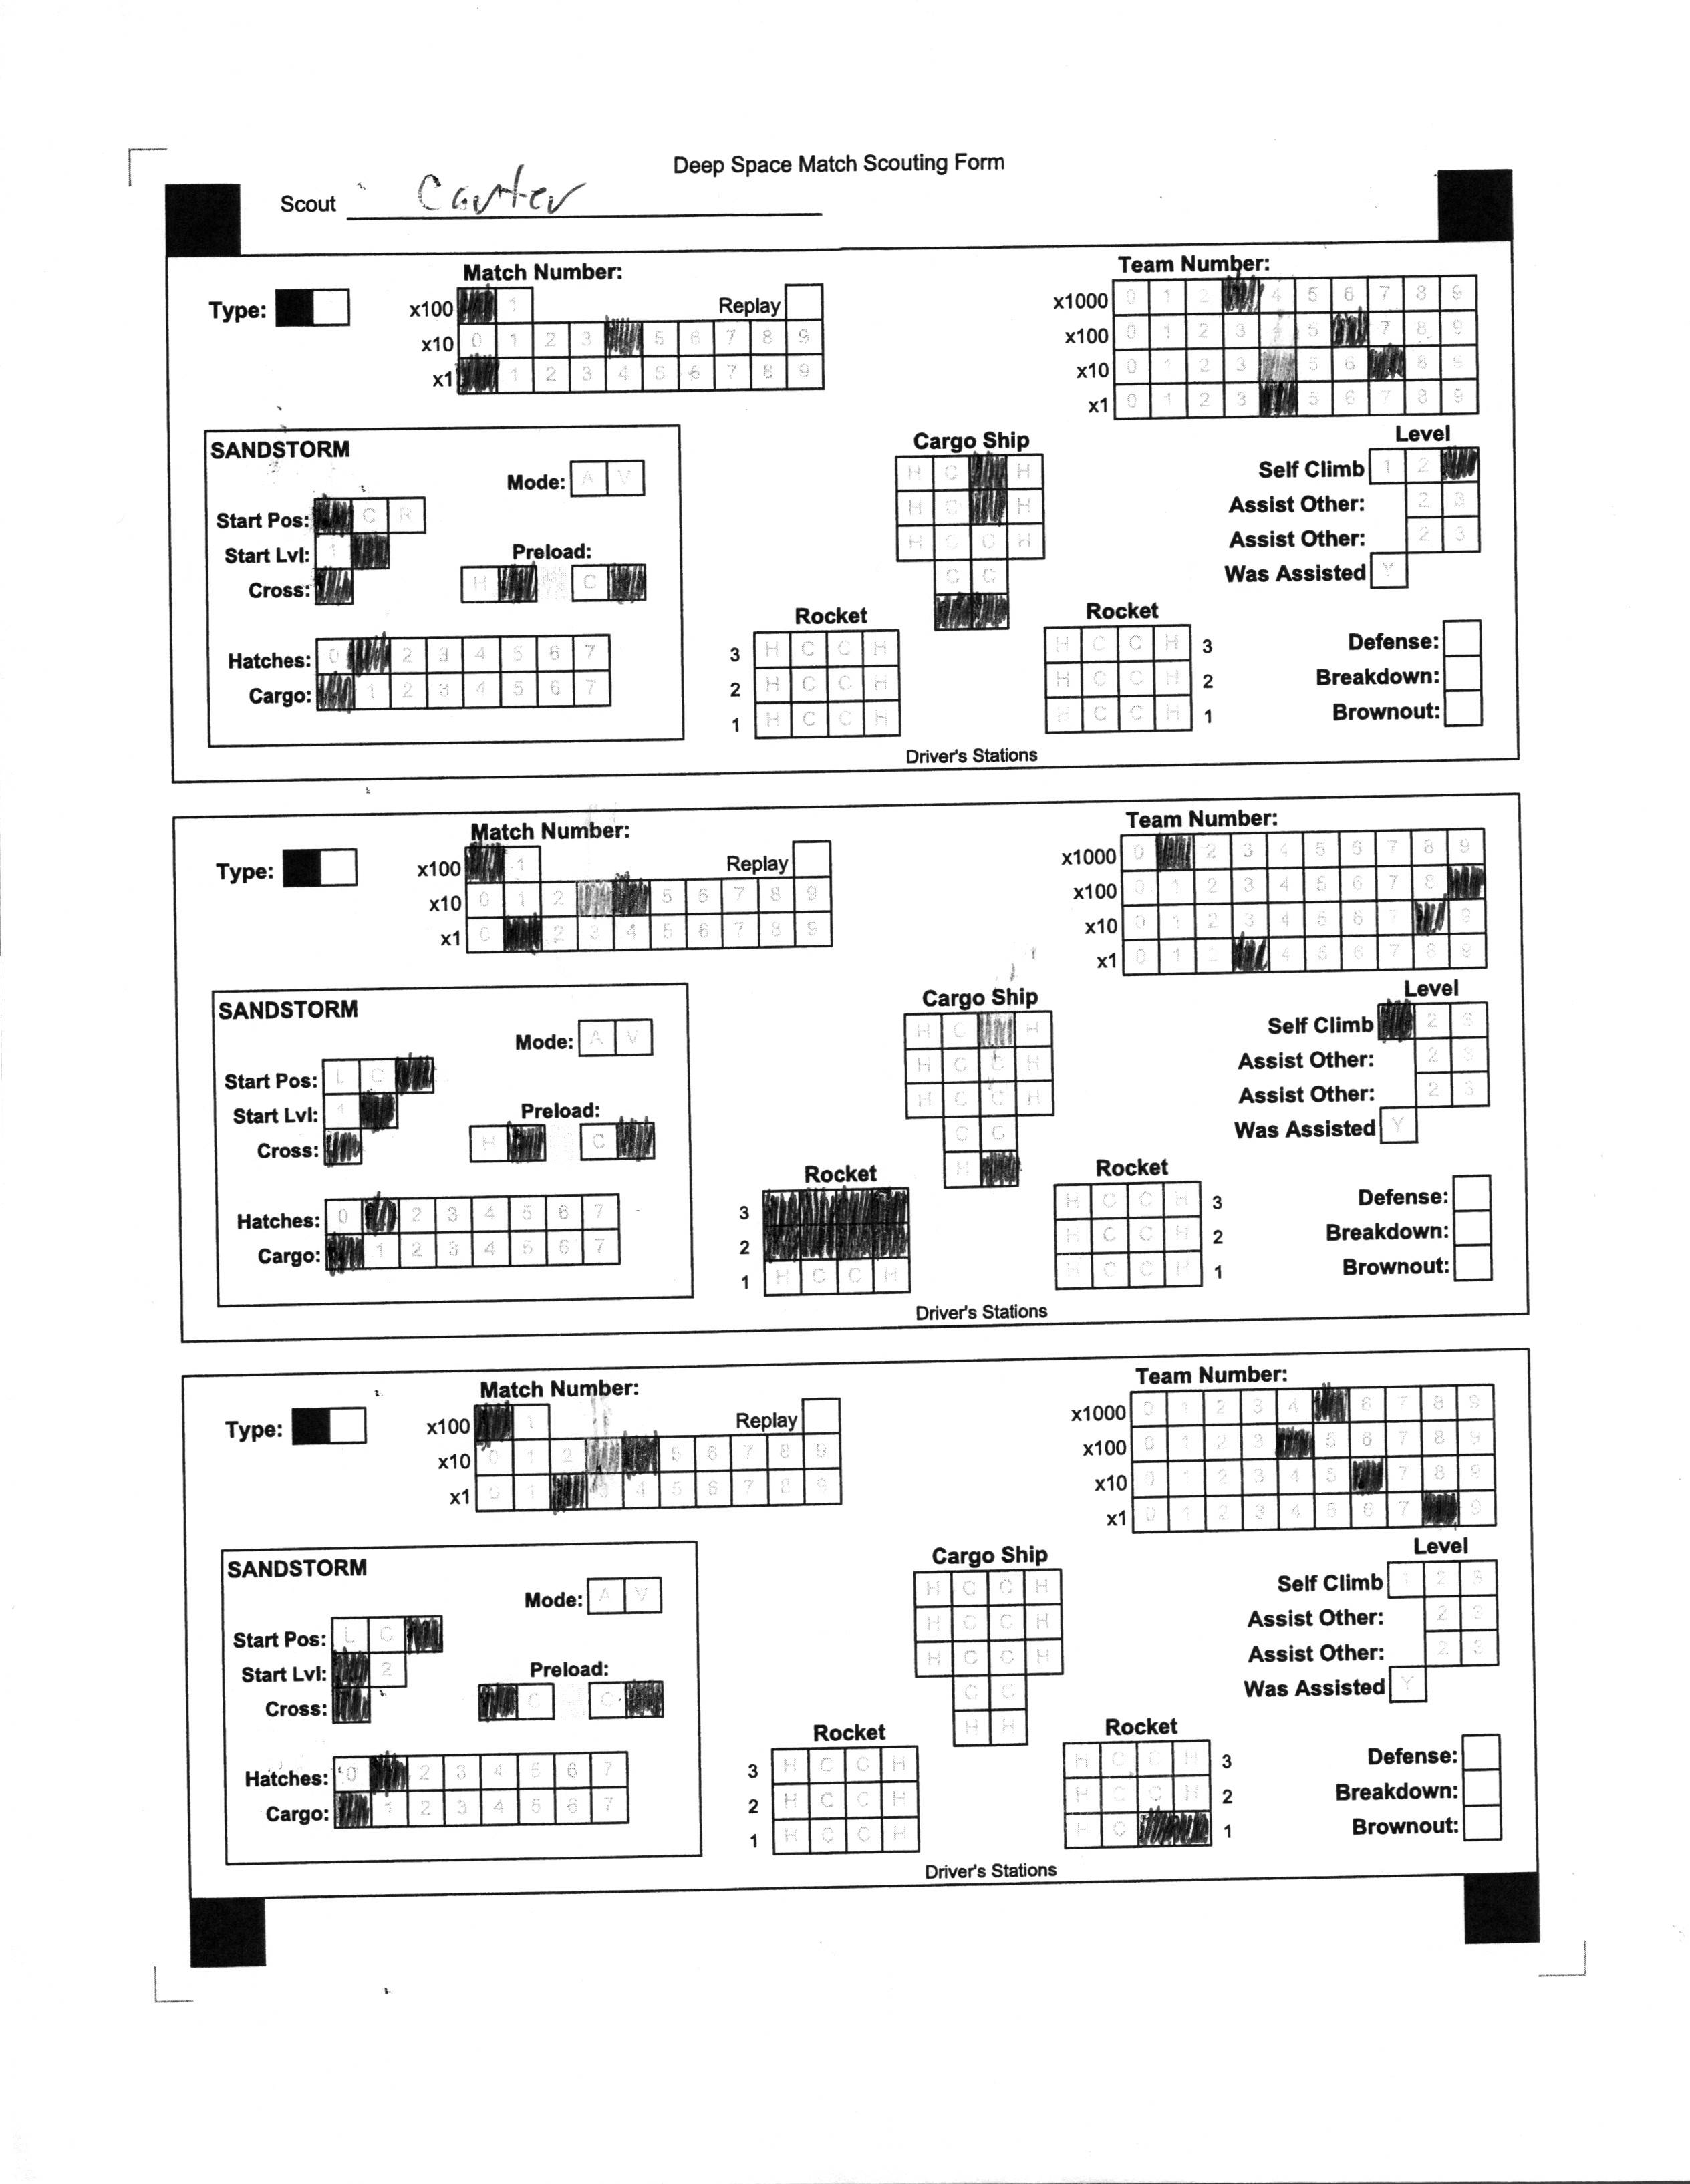 Deep Space Match Scouting Form
Scout Carter
Match Number:
Team Number:
Type:
x100 1
Replay
x10 0 1 2 3 5 6 7 8 9
x1 1 2 3 4 5 6 7 8 9
x1000 0 1 2 4 5 6 7 8 9
x100 0 1 2 3 4 5 7 8 9
x10 0 1 2 3 5 6 8 9
x1 0 1 2 3 5 6 7 8 9
SANDSTORM
Mode: A V
Start Pos: C R
Start Lvl: 1
Cross:
Preload:
H C
Hatches: 0 2 3 4 5 6 7
Cargo: 1 2 3 4 5 6 7
Cargo Ship
H C H
H C H
H C C H
C C
Level
Self Climb 1 2
Assist Other: 2 3
Assist Other: 2 3
Was Assisted Y
Rocket
3 H C C H
2 H C C H
1 H C C H
Rocket
H C C H 3
H C C H 2
H C C H 1
Defense:
Breakdown:
Brownout:
Driver's Stations
Match Number:
Team Number:
Type:
x100 1
Replay
x10 0 1 2 5 6 7 8 9
x1 0 2 3 4 5 6 7 8 9
x1000 0 2 3 4 5 6 7 8 9
x100 0 1 2 3 4 5 6 7 8
x10 0 1 2 3 4 5 6 7 9
x1 0 1 2 4 5 6 7 8 9
SANDSTORM
Mode: A V
Start Pos: L C
Start Lvl: 1
Cross:
Preload:
H C
Hatches: 0 2 3 4 5 6 7
Cargo: 1 2 3 4 5 6 7
Cargo Ship
H C H
H C C H
H C C H
C C
H
Level
Self Climb 2 3
Assist Other: 2 3
Assist Other: 2 3
Was Assisted Y
Rocket
3
2
1 H C C H
Rocket
H C C H 3
H C C H 2
H C C H 1
Defense:
Breakdown:
Brownout:
Driver's Stations
Match Number:
Team Number:
Type:
x100 1
Replay
x10 0 1 2 5 6 7 8 9
x1 0 1 3 4 5 6 7 8 9
x1000 0 1 2 3 4 6 7 8 9
x100 0 1 2 3 5 6 7 8 9
x10 0 1 2 3 4 5 7 8 9
x1 0 1 2 3 4 5 6 7 9
SANDSTORM
Mode: A V
Start Pos: L C
Start Lvl: 2
Cross:
Preload:
C C
Hatches: 0 2 3 4 5 6 7
Cargo: 1 2 3 4 5 6 7
Cargo Ship
H C C H
H C C H
H C C H
C C
H H
Level
Self Climb 1 2 3
Assist Other: 2 3
Assist Other: 2 3
Was Assisted Y
Rocket
3 H C C H
2 H C C H
1 H C C H
Rocket
H C C H 3
H C C H 2
H C 1
Defense:
Breakdown:
Brownout:
Driver's Stations